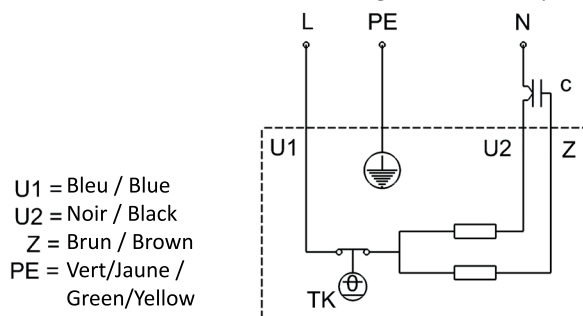 L PE N
c
U1 U2 Z
U1 = Bleu / Blue
U2 = Noir / Black
Z = Brun / Brown
PE = Vert/Jaune /
Green/Yellow
TK